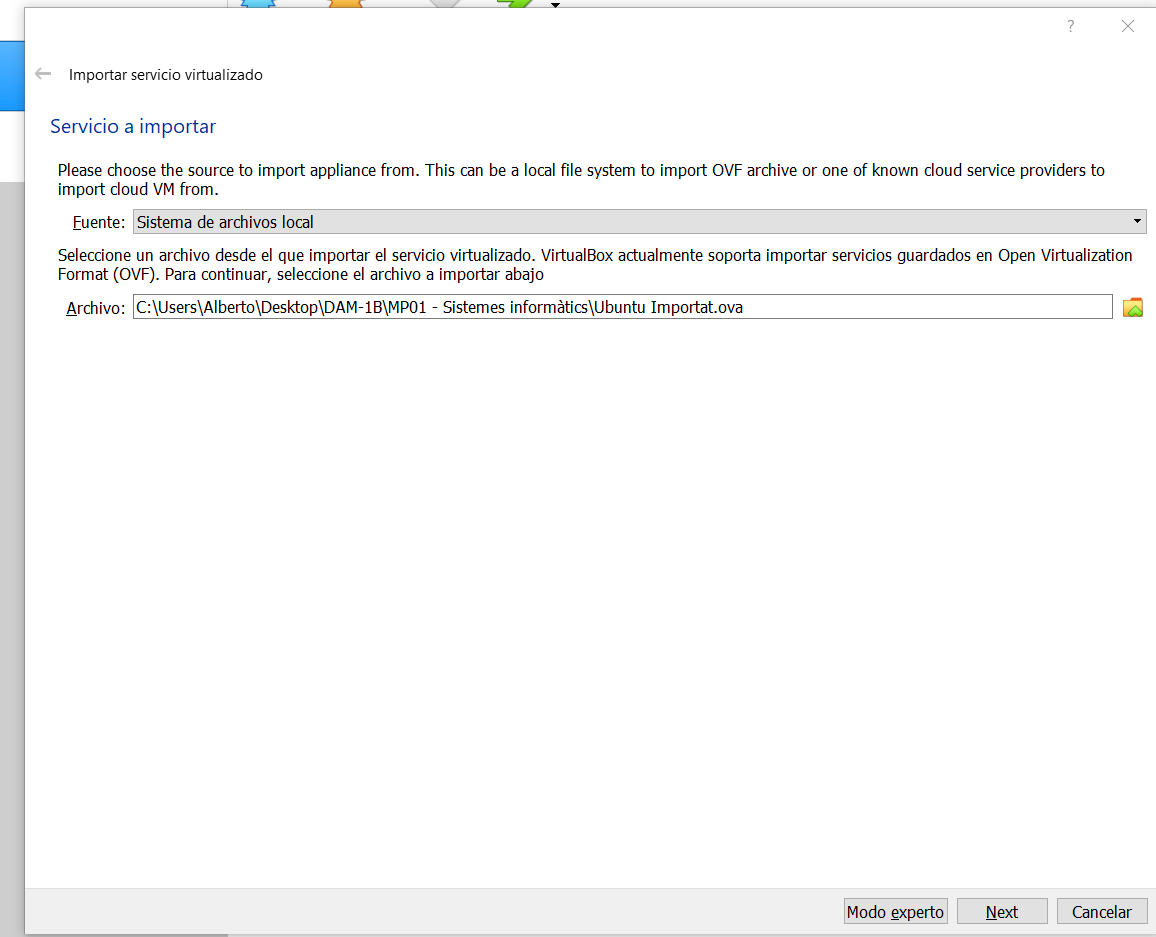 ?
Importar servicio virtualizado
Servicio a importar
Please choose the source to import appliance from. This can be a local file system to import OVF archive or one of known cloud service providers to
import cloud VM from.
Fuente: Sistema de archivos local
Seleccione un archivo desde el que importar el servicio virtualizado. VirtualBox actualmente soporta importar servicios guardados en Open Virtualization
Format (OVF). Para continuar, seleccione el archivo a importar abajo
Archivo: C:\Users\Alberto\Desktop\DAM-1B\MP01 - Sistemes informàtics\Ubuntu Importat.ova
Modo experto Next Cancelar